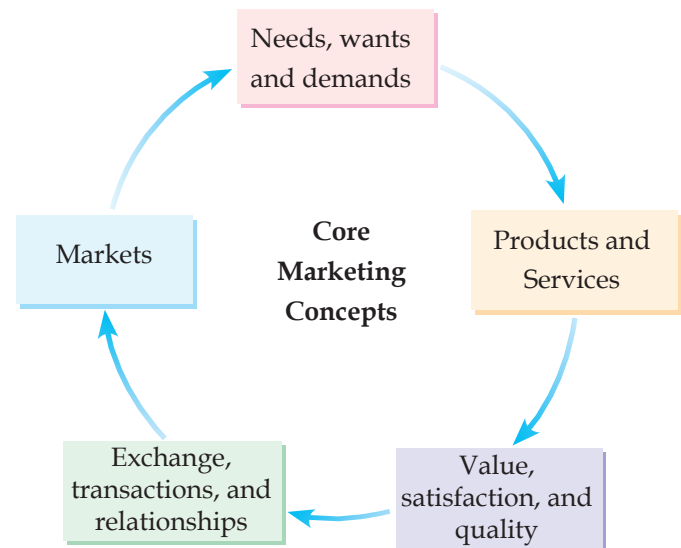 Needs, wants
and demands
Products and
Services
Value,
satisfaction, and
quality
Exchange,
transactions, and
relationships
Markets
Core
Marketing
Concepts